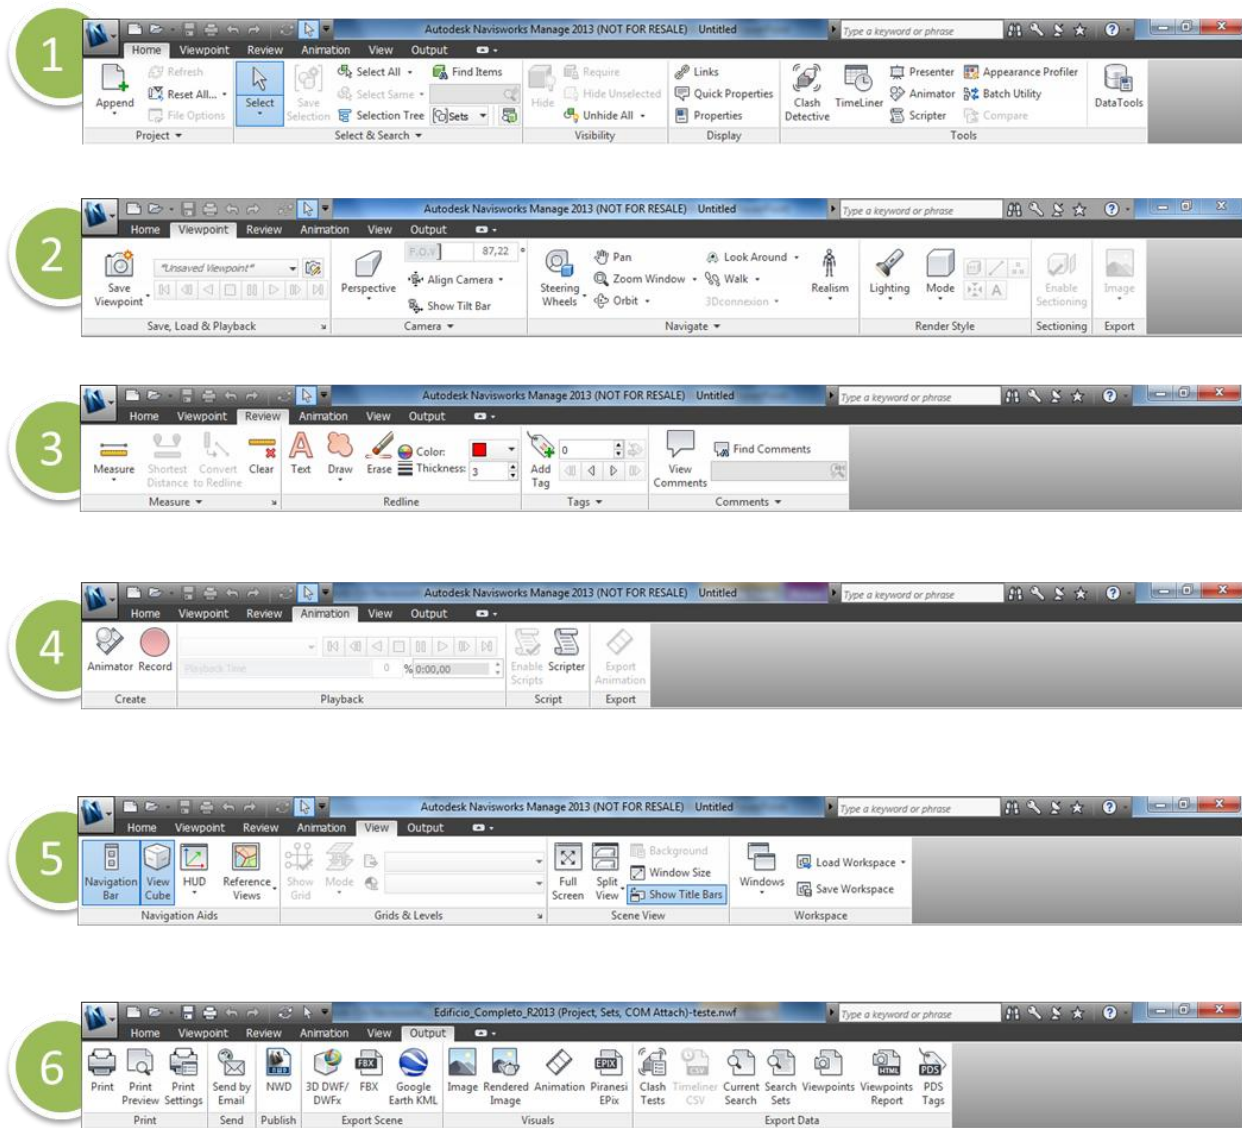 1
Autodesk Navisworks Manage 2013 (NOT FOR RESALE) Untitled
Type a keyword or phrase
Home Viewpoint Review Animation View Output
Append
Refresh
Reset All...
File Options
Project
Select
Save Selection
Select All
Select Same
Selection Tree
Find Items
Sets
Select & Search
Hide
Require
Hide Unselected
Unhide All
Visibility
Links
Quick Properties
Properties
Display
Clash Detective
TimeLiner
Presenter
Animator
Scripter
Appearance Profiler
Batch Utility
Compare
Tools
DataTools
2
Autodesk Navisworks Manage 2013 (NOT FOR RESALE) Untitled
Type a keyword or phrase
Home Viewpoint Review Animation View Output
Save Viewpoint
"Unsaved Viewpoint"
Save, Load & Playback
Perspective
F.O.V 87,22 °
Align Camera
Show Tilt Bar
Camera
Steering Wheels
Pan
Zoom Window
Orbit
Look Around
Walk
3Dconnexion
Realism
Navigate
Lighting
Mode
A
Render Style
Enable Sectioning
Sectioning
Image
Export
3
Autodesk Navisworks Manage 2013 (NOT FOR RESALE) Untitled
Type a keyword or phrase
Home Viewpoint Review Animation View Output
Measure
Shortest Distance
Convert to Redline
Clear
Measure
Text
Draw
Erase
Color:
Thickness: 3
Redline
Add Tag
0
Tags
View Comments
Find Comments
Comments
4
Autodesk Navisworks Manage 2013 (NOT FOR RESALE) Untitled
Type a keyword or phrase
Home Viewpoint Review Animation View Output
Animator
Record
Create
Playback Time 0 % 0:00,00
Playback
Enable Scripts
Scripter
Script
Export Animation
Export
5
Autodesk Navisworks Manage 2013 (NOT FOR RESALE) Untitled
Type a keyword or phrase
Home Viewpoint Review Animation View Output
Navigation Bar
View Cube
HUD
Reference Views
Navigation Aids
Show Grid
Mode
Grids & Levels
Full Screen
Split View
Background
Window Size
Show Title Bars
Scene View
Windows
Load Workspace
Save Workspace
Workspace
6
Edificio_Completo_R2013 (Project, Sets, COM Attach)-teste.nwf
Type a keyword or phrase
Home Viewpoint Review Animation View Output
Print
Print Preview
Print Settings
Print
Send by Email
Send
NWD
Publish
3D DWF/ DWFx
FBX
FBX
Google Earth KML
Export Scene
Image
Rendered Image
Animation
EPIX
Piranesi EPix
Visuals
Clash Tests
CSV
Timeliner CSV
Current Search
Search Sets
Viewpoints
HTML
Viewpoints Report
PDS
PDS Tags
Export Data